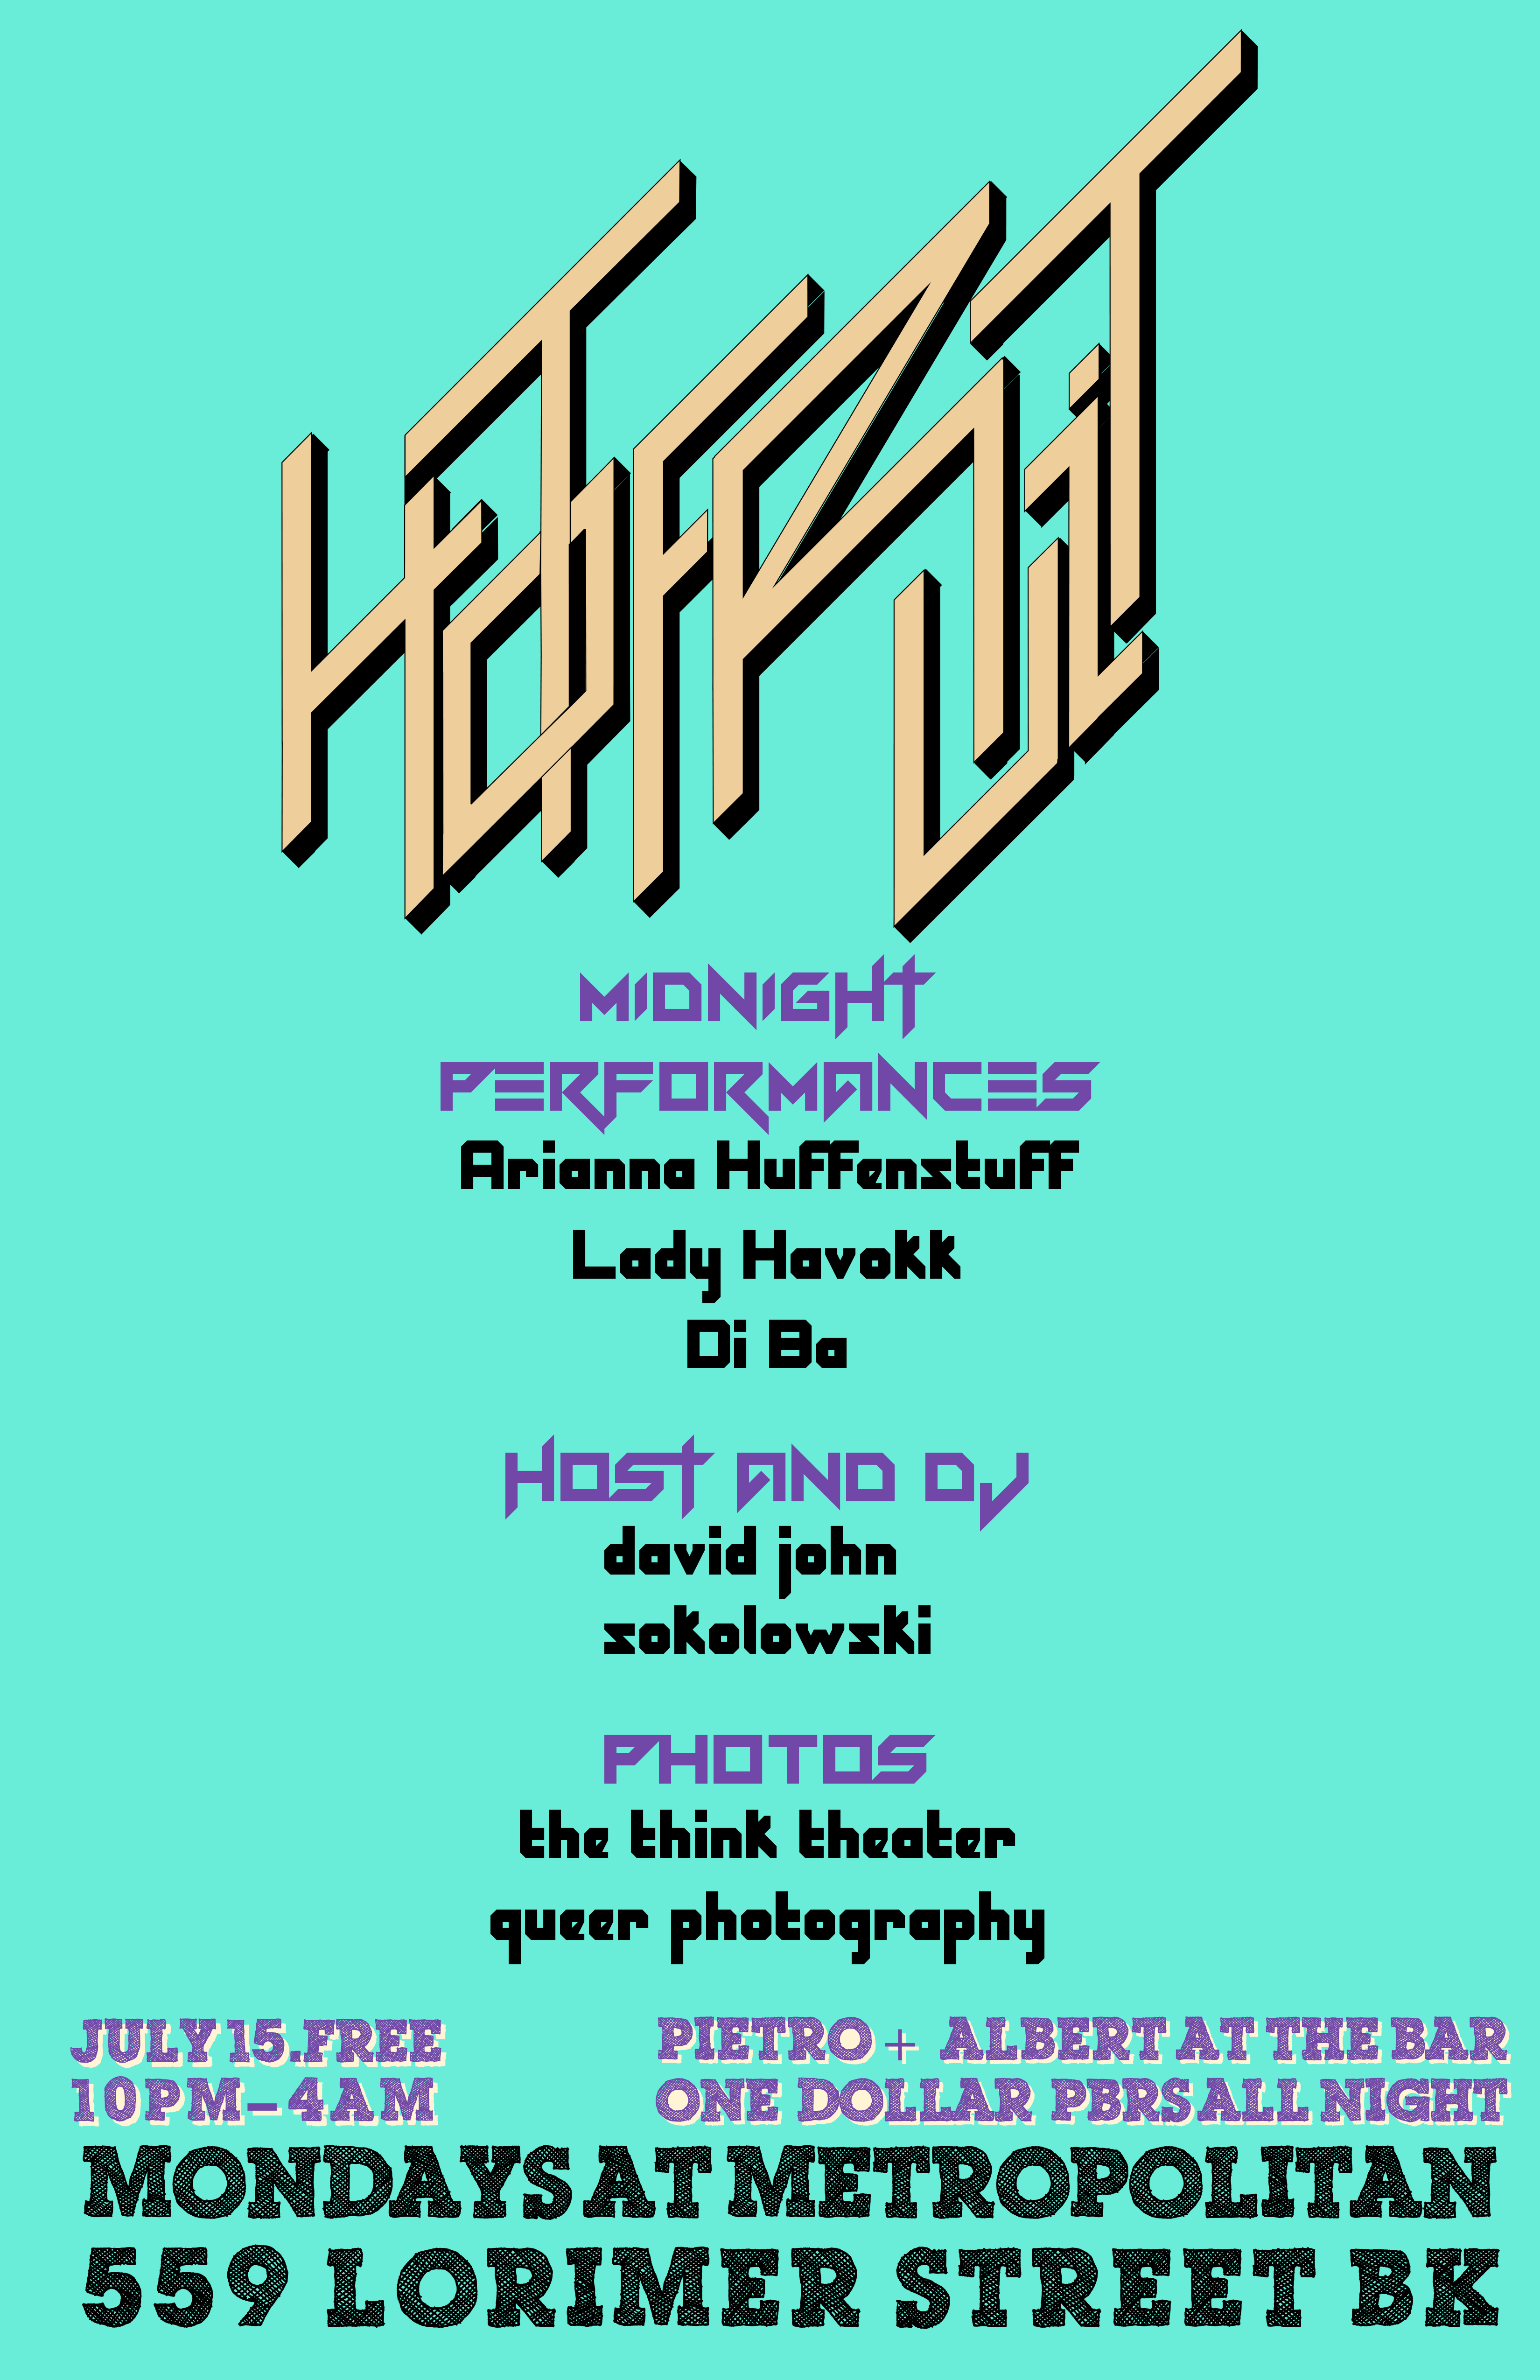 HoT FRUiT
MIDNIGHT
PERFORMANCES
Arianna Huffenstuff
Lady Havokk
Di Ba
HOST AND DJ
david john
sokolowski
PHOTOS
the think theater
queer photography
JULY 15.FREE
10PM–4AM
PIETRO + ALBERT AT THE BAR
ONE DOLLAR PBRS ALL NIGHT
MONDAYS AT METROPOLITAN
559 LORIMER STREET BK